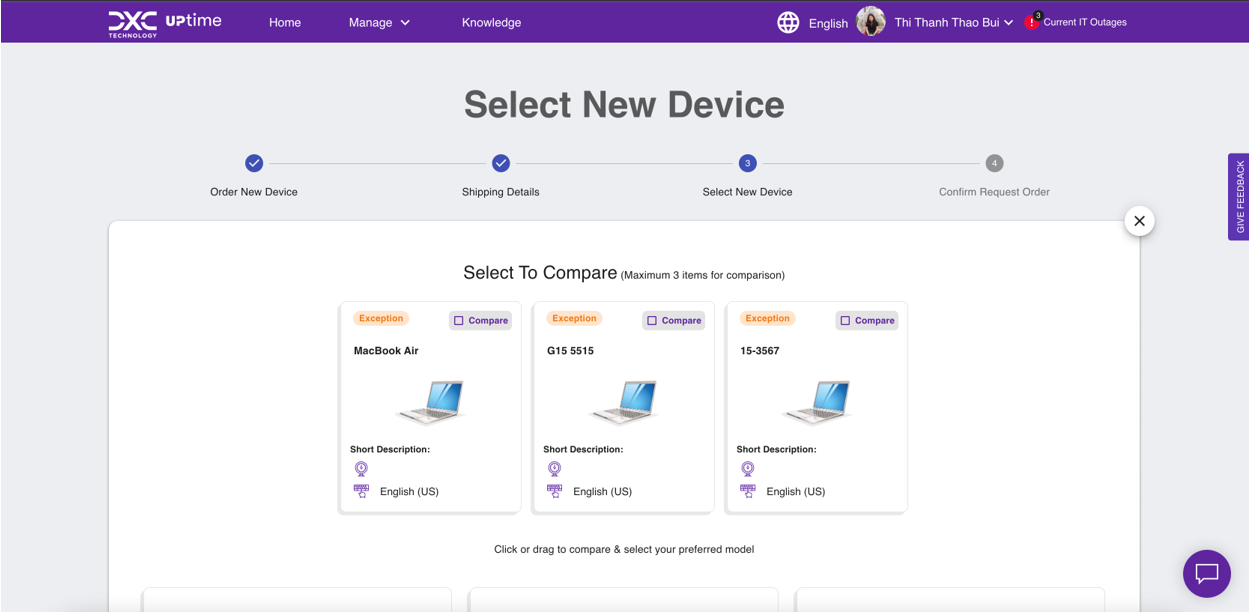 DXC TECHNOLOGY UPtime Home Manage Knowledge English Thi Thanh Thao Bui 3 ! Current IT Outages
Select New Device
3 4
Order New Device Shipping Details Select New Device Confirm Request Order
GIVE FEEDBACK
Select To Compare (Maximum 3 items for comparison)
Exception Compare Exception Compare Exception Compare
MacBook Air G15 5515 15-3567
Short Description: Short Description: Short Description:
English (US) English (US) English (US)
Click or drag to compare & select your preferred model